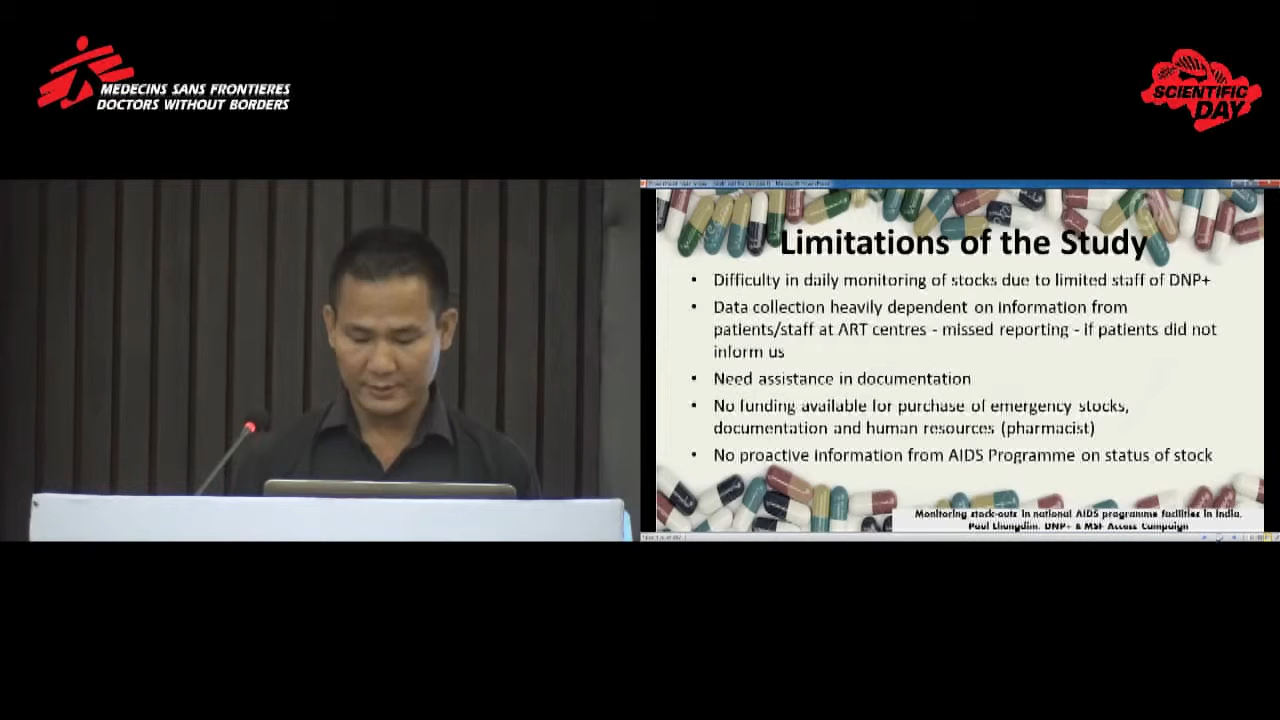 MEDECINS SANS FRONTIERES
DOCTORS WITHOUT BORDERS
SCIENTIFIC
DAY
Limitations of the Study
• Difficulty in daily monitoring of stocks due to limited staff of DNP+
• Data collection heavily dependent on information from
patients/staff at ART centres - missed reporting - if patients did not
inform us
• Need assistance in documentation
• No funding available for purchase of emergency stocks,
documentation and human resources (pharmacist)
• No proactive information from AIDS Programme on status of stock
Monitoring stock-outs in national AIDS programme facilities in India.
Paul Lhungdim, DNP+ & MSF Access Campaign